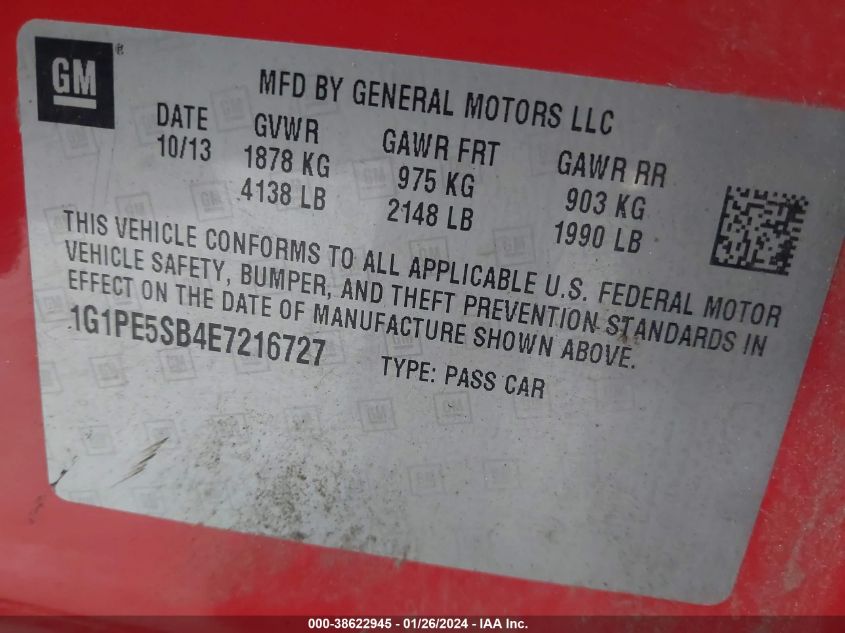 GM ®
MFD BY GENERAL MOTORS LLC
DATE GVWR GAWR FRT GAWR RR
10/13 1878 KG 975 KG 903 KG
4138 LB 2148 LB 1990 LB
THIS VEHICLE CONFORMS TO ALL APPLICABLE U.S. FEDERAL MOTOR
VEHICLE SAFETY, BUMPER, AND THEFT PREVENTION STANDARDS IN
EFFECT ON THE DATE OF MANUFACTURE SHOWN ABOVE.
1G1PE5SB4E7216727 TYPE: PASS CAR
000-38622945 - 01/26/2024 - IAA Inc.